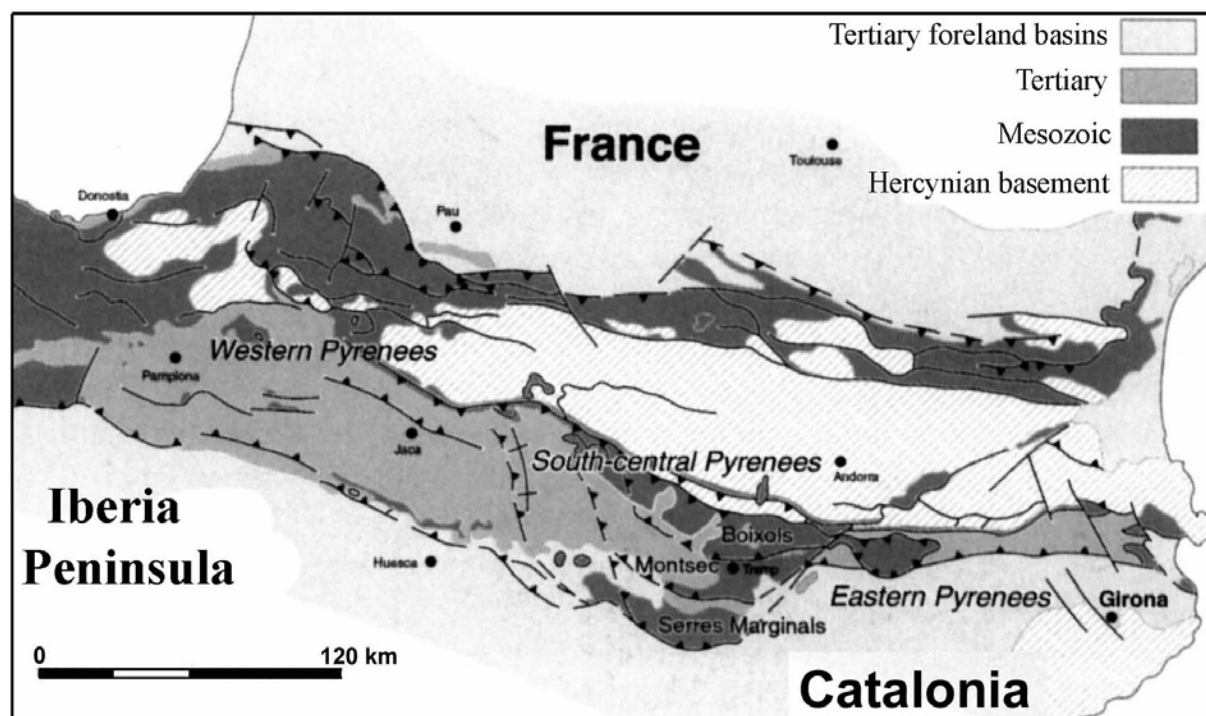 Tertiary foreland basins
Tertiary
Mesozoic
Hercynian basement
France
Toulouse
Donostia
Pau
Western Pyrenees
Pamplona
Jaca
South-central Pyrenees
Andorra
Iberia
Peninsula
Boixols
Huesca
Montsec
Tremp
Eastern Pyrenees
Girona
Serres Marginals
0
120 km
Catalonia